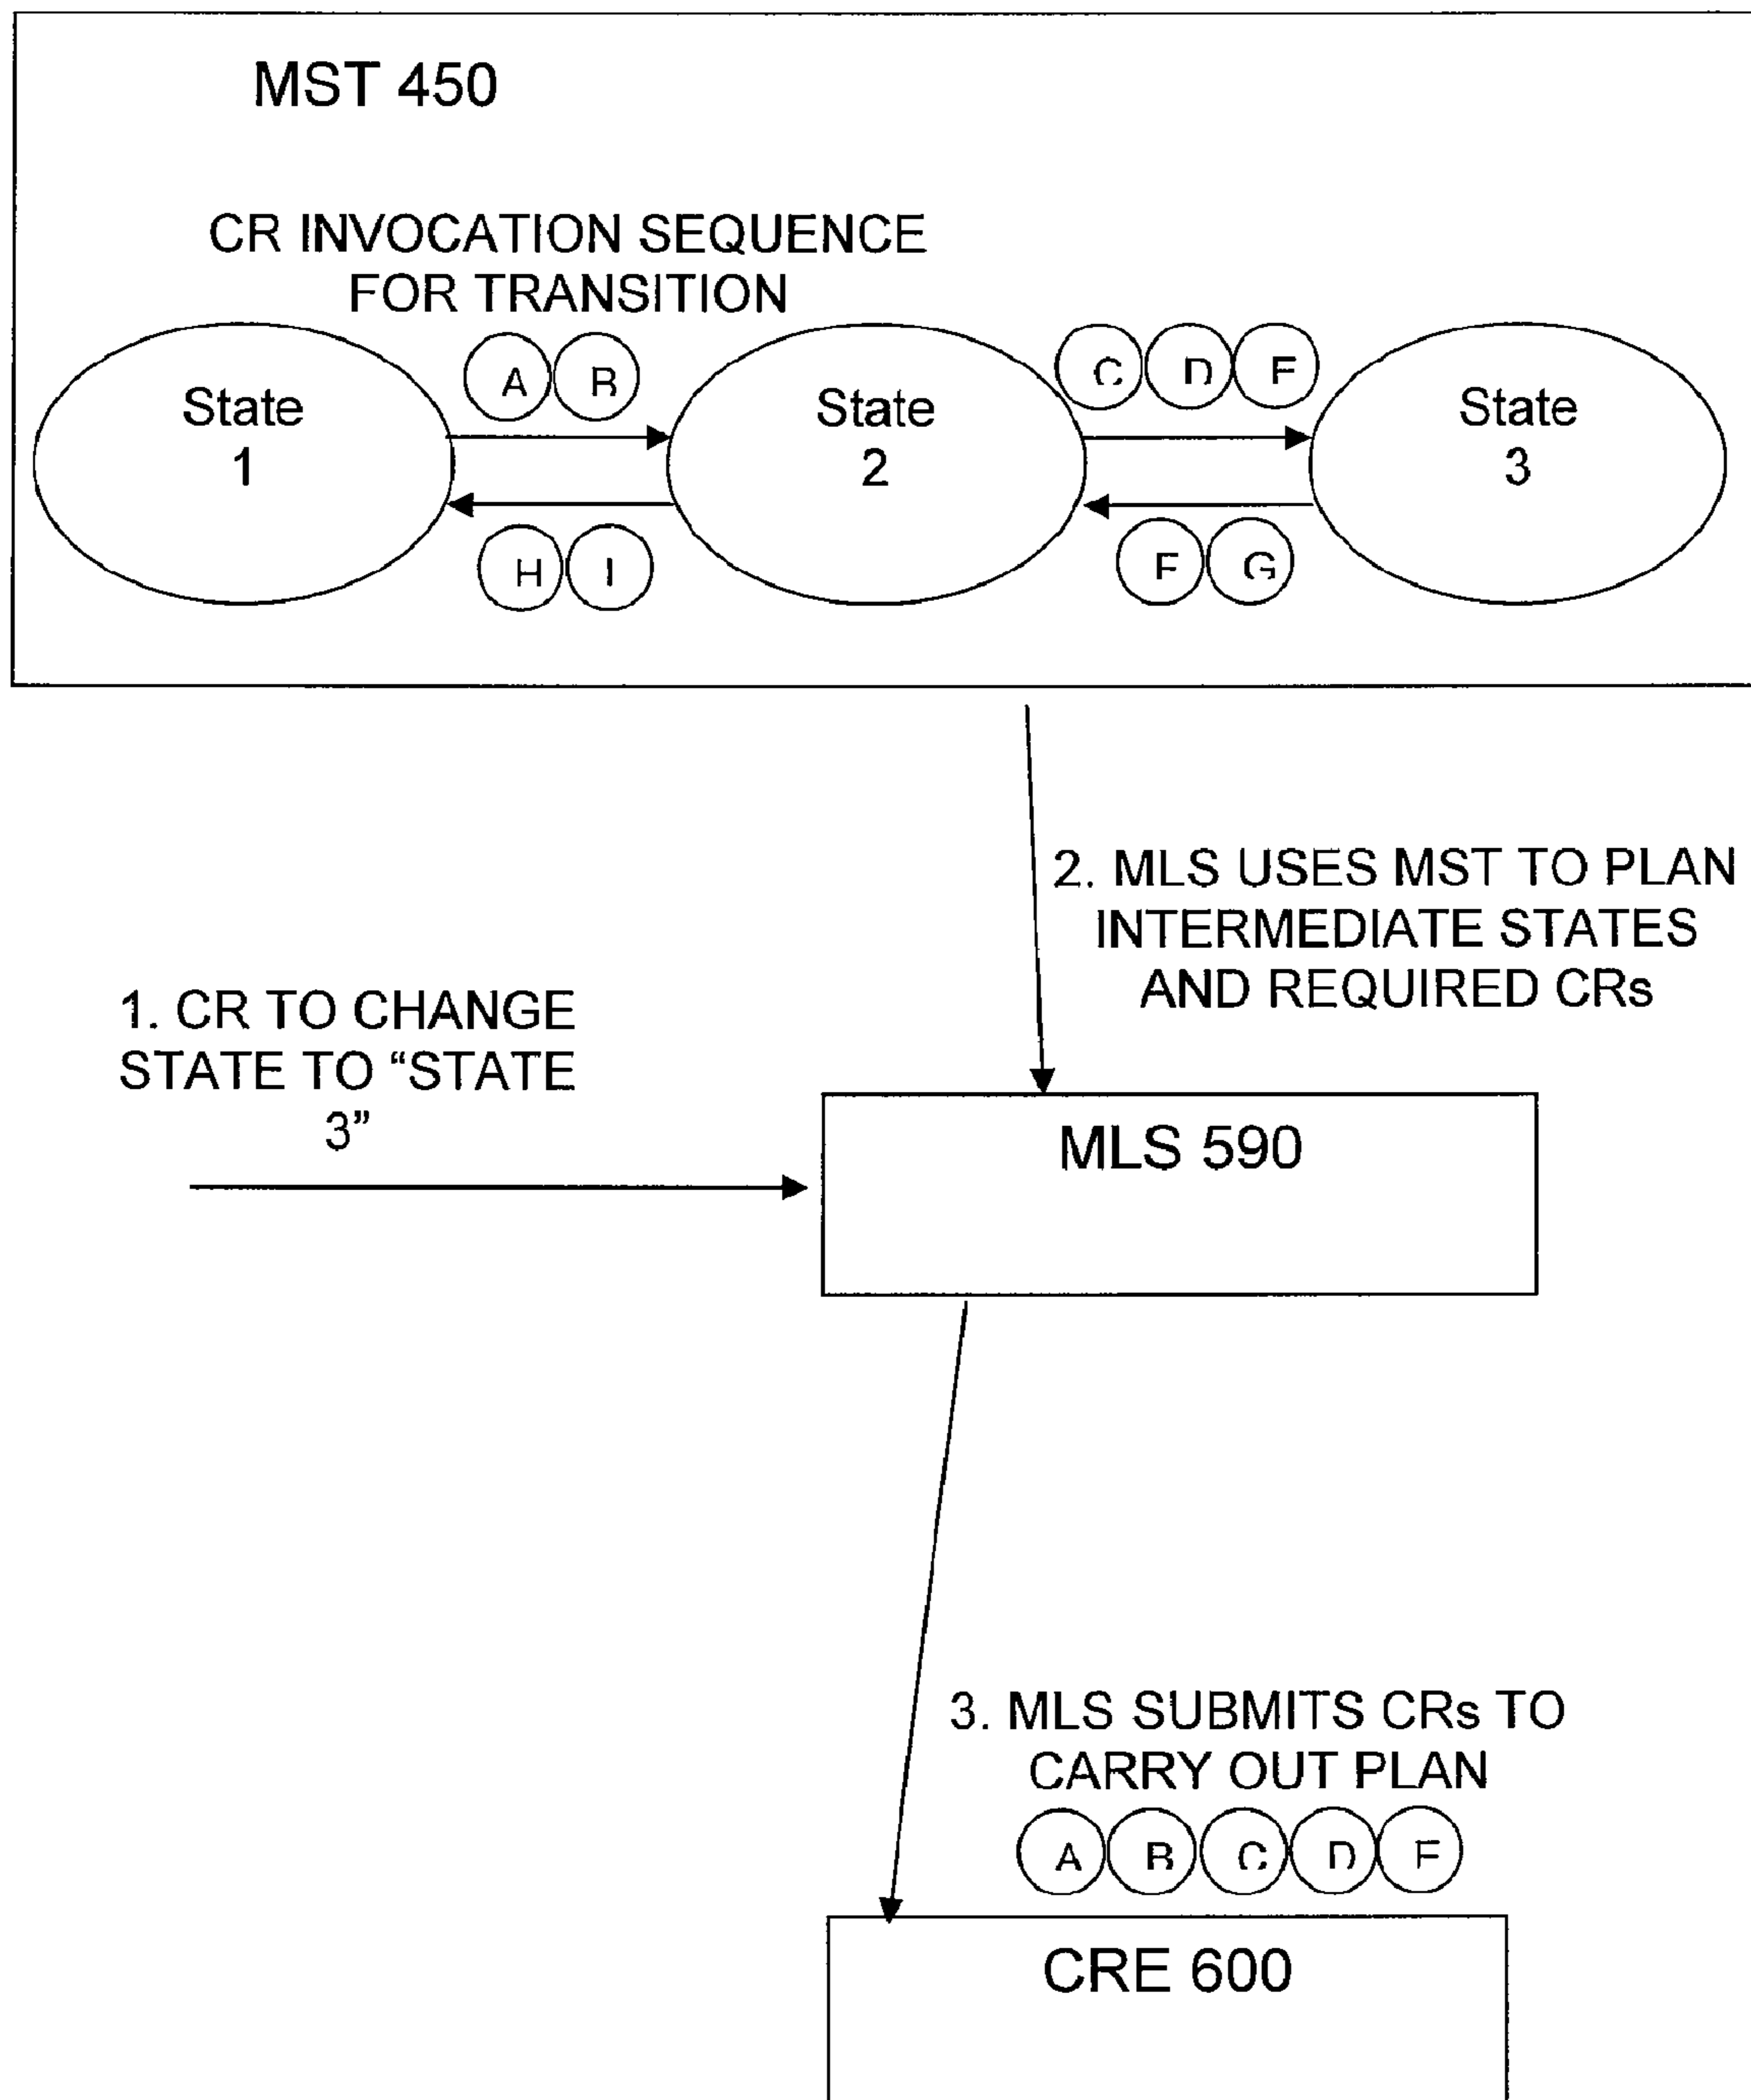 MST 450
CR INVOCATION SEQUENCE
FOR TRANSITION
A B
C D
State
1
State
2
State
3
H I
G
2. MLS USES MST TO PLAN
INTERMEDIATE STATES
AND REQUIRED CRs
1. CR TO CHANGE
STATE TO “STATE
3”
MLS 590
3. MLS SUBMITS CRs TO
CARRY OUT PLAN
A B C D
CRE 600